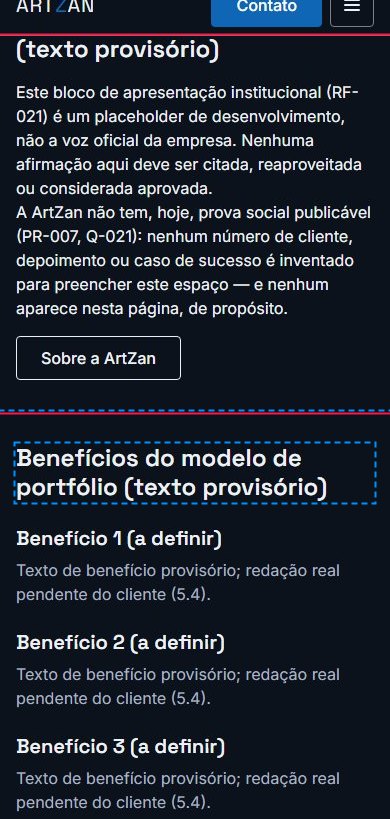 ARTZAN
Contato
(texto provisório)
Este bloco de apresentação institucional (RF-
021) é um placeholder de desenvolvimento,
não a voz oficial da empresa. Nenhuma
afirmação aqui deve ser citada, reaproveitada
ou considerada aprovada.
A ArtZan não tem, hoje, prova social publicável
(PR-007, Q-021): nenhum número de cliente,
depoimento ou caso de sucesso é inventado
para preencher este espaço — e nenhum
aparece nesta página, de propósito.
Sobre a ArtZan
Benefícios do modelo de
portfólio (texto provisório)
Benefício 1 (a definir)
Texto de benefício provisório; redação real
pendente do cliente (5.4).
Benefício 2 (a definir)
Texto de benefício provisório; redação real
pendente do cliente (5.4).
Benefício 3 (a definir)
Texto de benefício provisório; redação real
pendente do cliente (5.4).